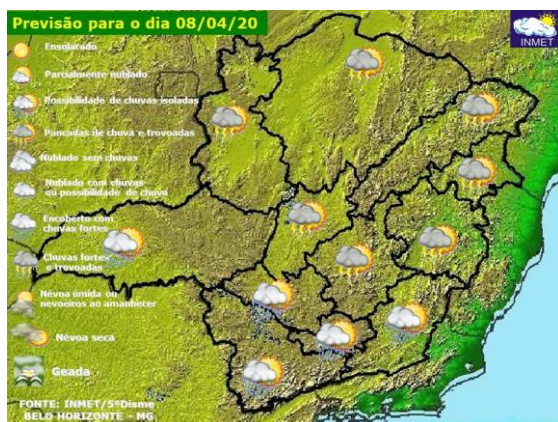 Previsão para o dia 08/04/20
INMET
Ensolarado
Parcialmente nublado
Possibilidade de chuvas isoladas
Pancadas de chuva e trovoadas
Nublado sem chuvas
Nublado com chuvas
ou possibilidade de chuva
Encoberto com
chuvas fortes
Chuvas fortes
e trovoadas
Névoa úmida ou
nevoeiros ao amanhecer
Névoa seca
Geada
FONTE: INMET/5ºDisme
BELO HORIZONTE - MG